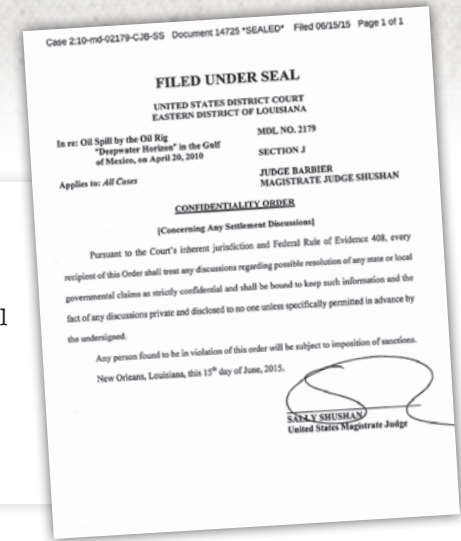 Case 2:10-md-02179-CJB-SS Document 14725 *SEALED* Filed 06/15/15 Page 1 of 1
FILED UNDER SEAL
UNITED STATES DISTRICT COURT
EASTERN DISTRICT OF LOUISIANA
In re: Oil Spill by the Oil Rig
"Deepwater Horizon" in the Gulf
of Mexico, on April 20, 2010
Applies to: All Cases
MDL NO. 2179
SECTION J
JUDGE BARBIER
MAGISTRATE JUDGE SHUSHAN
CONFIDENTIALITY ORDER
[Concerning Any Settlement Discussions]
Pursuant to the Court's inherent jurisdiction and Federal Rule of Evidence 408, every
recipient of this Order shall treat any discussions regarding possible resolution of any state or local
governmental claims as strictly confidential and shall be bound to keep such information and the
fact of any discussions private and disclosed to no one unless specifically permitted in advance by
the undersigned.
Any person found to be in violation of this order will be subject to imposition of sanctions.
New Orleans, Louisiana, this 15th day of June, 2015.
SALLY SHUSHAN
United States Magistrate Judge
l